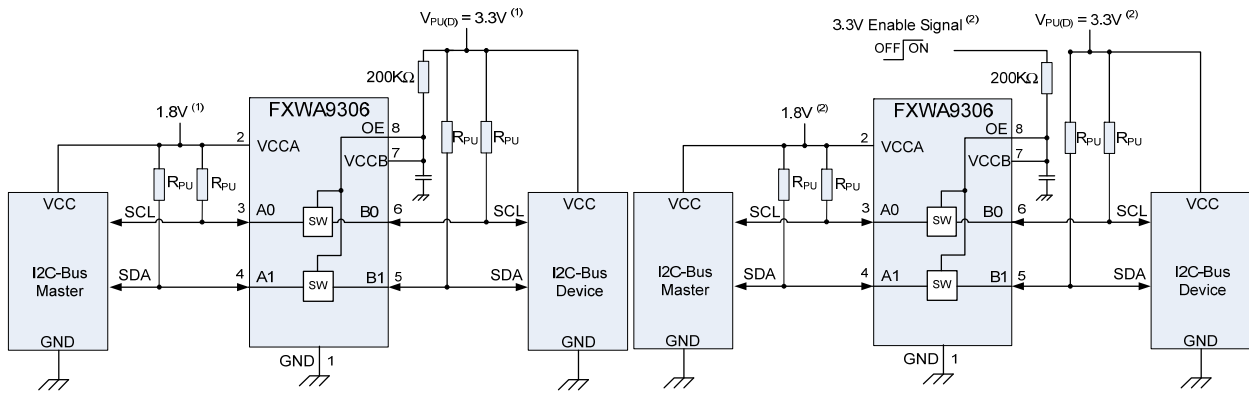 V_PU(D) = 3.3V (1)
200KΩ
1.8V (1)
FXWA9306
OE 8
2 VCCA
VCCB 7
R_PU R_PU
R_PU R_PU
VCC
SCL
3 A0
SW
B0 6
SCL
VCC
I2C-Bus
Master
SDA
4 A1
SW
B1 5
SDA
I2C-Bus
Device
GND
GND 1
GND
3.3V Enable Signal (2)
OFF ON
V_PU(D) = 3.3V (2)
200KΩ
1.8V (2)
FXWA9306
OE 8
2 VCCA
VCCB 7
R_PU R_PU
R_PU R_PU
VCC
SCL
3 A0
SW
B0 6
SCL
VCC
I2C-Bus
Master
SDA
4 A1
SW
B1 5
SDA
I2C-Bus
Device
GND
GND 1
GND